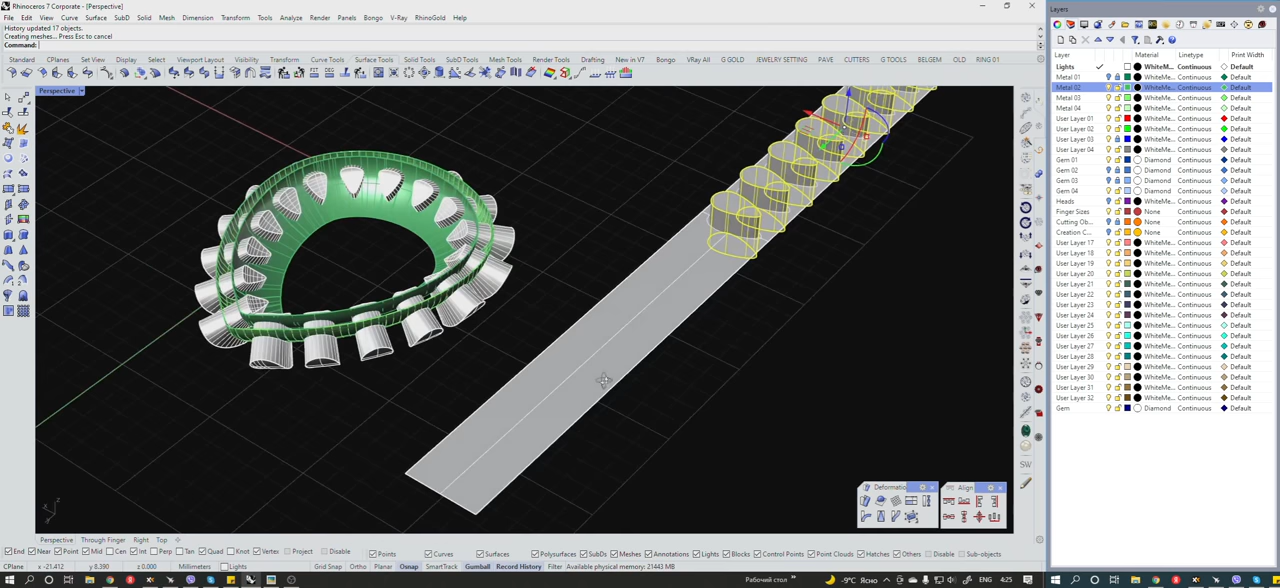 Rhinoceros 7 Corporate - [Perspective]
File Edit View Curve Surface SubD Solid Mesh Dimension Transform Tools Analyze Render Panels Bongo V-Ray RhinoGold Help
History updated 17 objects.
Creating meshes... Press Esc to cancel
Command:
Standard CPlanes Set View Display Select Viewport Layout Visibility Transform Curve Tools Surface Tools Solid Tools SubD Tools Mesh Tools Render Tools Drafting New in V7 Bongo VRay All G GOLD JEWELRY SETTING PAVE CUTTERS G TOOLS BELGEM OLD RING 01
Perspective
Layers
Layer Material Linetype Print Width
Lights WhiteM... Continuous Default
Metal 01 WhiteMe... Continuous Default
Metal 02 WhiteMe... Continuous Default
Metal 03 WhiteMe... Continuous Default
Metal 04 WhiteMe... Continuous Default
User Layer 01 WhiteMe... Continuous Default
User Layer 02 WhiteMe... Continuous Default
User Layer 03 WhiteMe... Continuous Default
User Layer 04 WhiteMe... Continuous Default
Gem 01 Diamond Continuous Default
Gem 02 Diamond Continuous Default
Gem 03 Diamond Continuous Default
Gem 04 Diamond Continuous Default
Heads WhiteMe... Continuous Default
Finger Sizes None Continuous Default
Cutting Ob... None Continuous Default
Creation C... None Continuous Default
User Layer 17 WhiteMe... Continuous Default
User Layer 18 WhiteMe... Continuous Default
User Layer 19 WhiteMe... Continuous Default
User Layer 20 WhiteMe... Continuous Default
User Layer 21 WhiteMe... Continuous Default
User Layer 22 WhiteMe... Continuous Default
User Layer 23 WhiteMe... Continuous Default
User Layer 24 WhiteMe... Continuous Default
User Layer 25 WhiteMe... Continuous Default
User Layer 26 WhiteMe... Continuous Default
User Layer 27 WhiteMe... Continuous Default
User Layer 28 WhiteMe... Continuous Default
User Layer 29 WhiteMe... Continuous Default
User Layer 30 WhiteMe... Continuous Default
User Layer 31 WhiteMe... Continuous Default
User Layer 32 WhiteMe... Continuous Default
Gem Diamond Continuous Default
SW
Deformatio Align
x y z
Perspective Through Finger Right Top
End Near Point Mid Cen Int Perp Tan Quad Knot Vertex Project Disable Points Curves Surfaces Polysurfaces SubDs Meshes Annotations Lights Blocks Control Points Point Clouds Hatches Others Disable Sub-objects
CPlane x -21.412 y 8.390 z 0.000 Millimeters Lights Grid Snap Ortho Planar Osnap SmartTrack Gumball Record History Filter Available physical memory: 21443 MB
Рабочий стол -9°C Ясно ENG 4:25 ENG 4:25